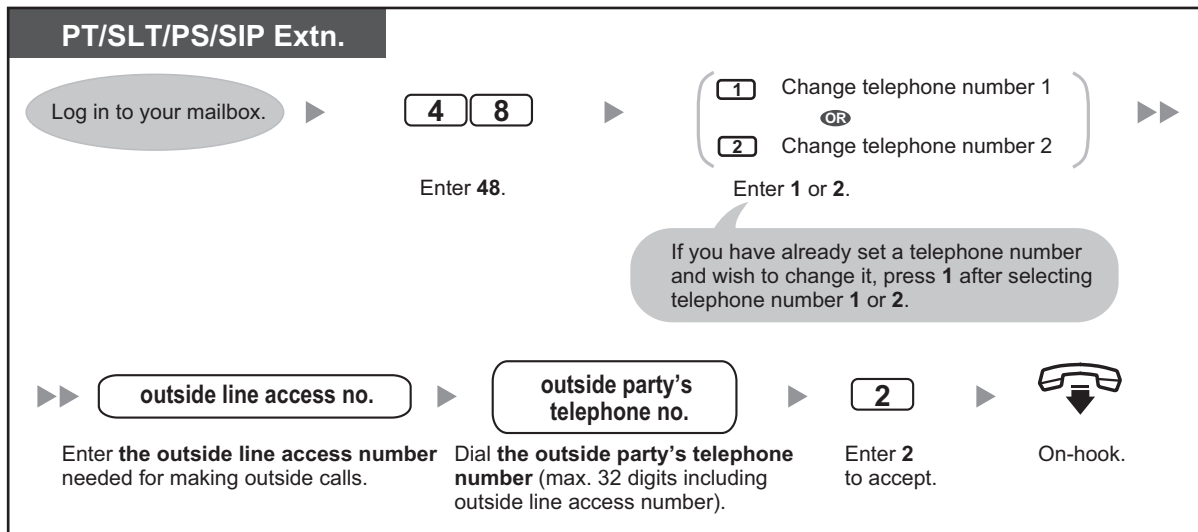 PT/SLT/PS/SIP Extn.
Log in to your mailbox.
4 8
Enter 48.
1 Change telephone number 1
OR
2 Change telephone number 2
Enter 1 or 2.
If you have already set a telephone number
and wish to change it, press 1 after selecting
telephone number 1 or 2.
outside line access no.
Enter the outside line access number
needed for making outside calls.
outside party's
telephone no.
Dial the outside party's telephone
number (max. 32 digits including
outside line access number).
2
Enter 2
to accept.
On-hook.